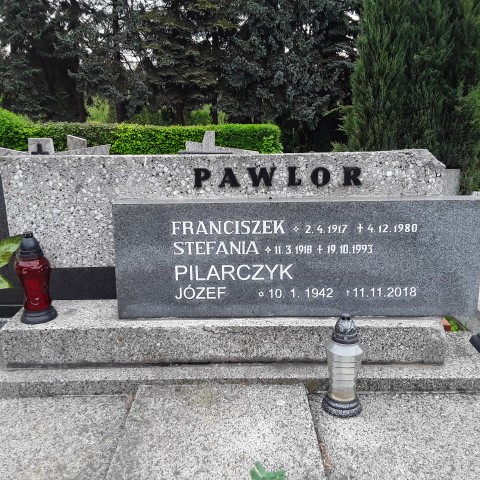 PAWLOR
FRANCISZEK ⋄ 2.4.1917 ✝ 4.12.1980
STEFANIA ⋄ 11.3.1918 ✝ 19.10.1993
PILARCZYK
JÓZEF ⋄ 10. 1. 1942 ✝ 11.11.2018